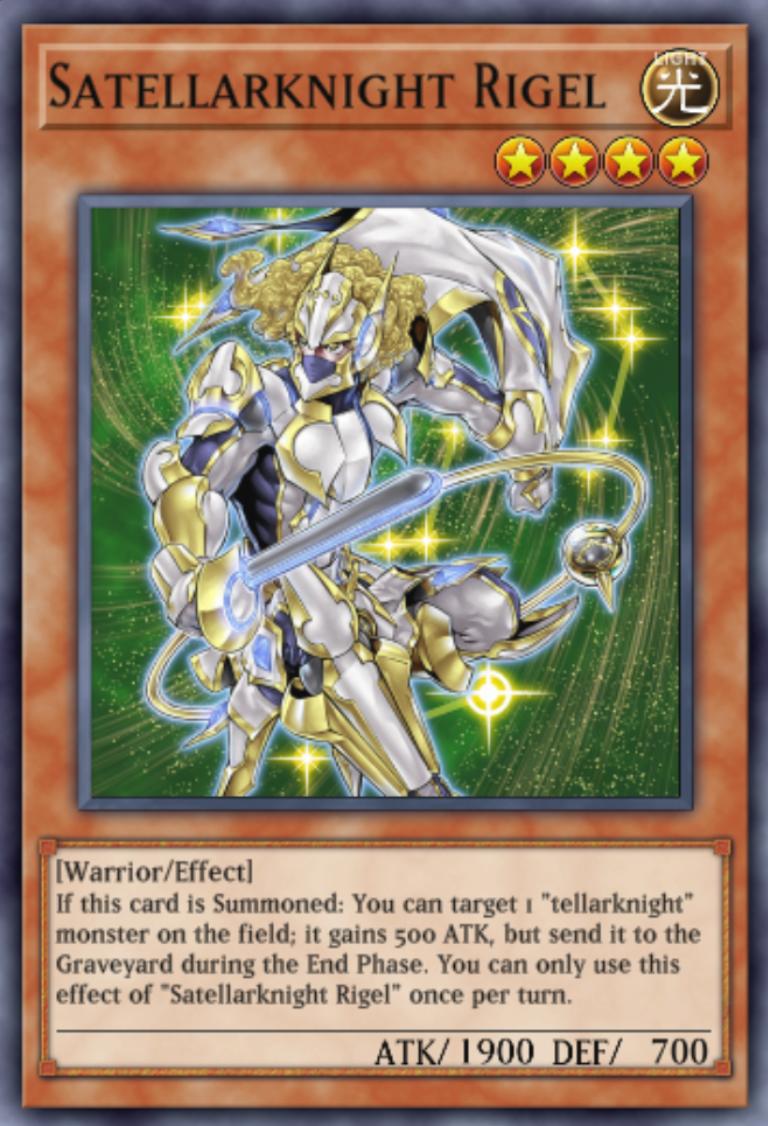 SATELLARKNIGHT RIGEL
LIGHT
光
[Warrior/Effect]
If this card is Summoned: You can target 1 "tellarknight"
monster on the field; it gains 500 ATK, but send it to the
Graveyard during the End Phase. You can only use this
effect of "Satellarknight Rigel" once per turn.
ATK/ 1900 DEF/ 700